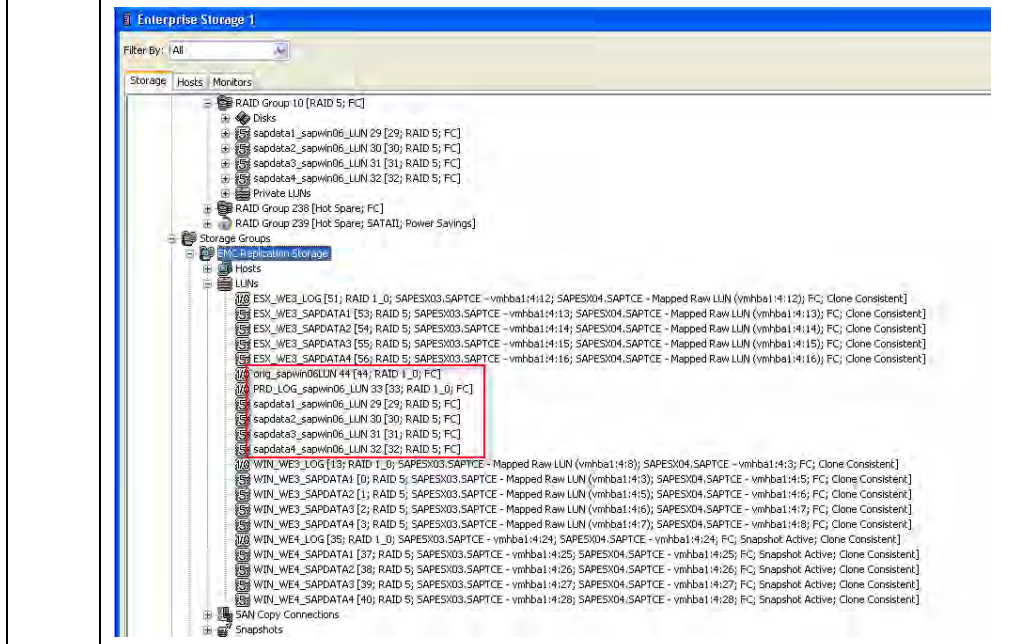 Enterprise Storage 1
Filter By: All
Storage Hosts Monitors
RAID Group 10 [RAID 5; FC]
Disks
sapdata1_sapwin06_LUN 29 [29; RAID 5; FC]
sapdata2_sapwin06_LUN 30 [30; RAID 5; FC]
sapdata3_sapwin06_LUN 31 [31; RAID 5; FC]
sapdata4_sapwin06_LUN 32 [32; RAID 5; FC]
Private LUNs
RAID Group 238 [Hot Spare; FC]
RAID Group 239 [Hot Spare; SATAII; Power Savings]
Storage Groups
EMC Replication Storage
Hosts
LUNs
ESX_WE3_LOG [51; RAID 1_0; SAPESX03.SAPTCE - vmhba1:4:12; SAPESX04.SAPTCE - Mapped Raw LUN (vmhba1:4:12); FC; Clone Consistent]
ESX_WE3_SAPDATA1 [53; RAID 5; SAPESX03.SAPTCE - vmhba1:4:13; SAPESX04.SAPTCE - Mapped Raw LUN (vmhba1:4:13); FC; Clone Consistent]
ESX_WE3_SAPDATA2 [54; RAID 5; SAPESX03.SAPTCE - vmhba1:4:14; SAPESX04.SAPTCE - Mapped Raw LUN (vmhba1:4:14); FC; Clone Consistent]
ESX_WE3_SAPDATA3 [55; RAID 5; SAPESX03.SAPTCE - vmhba1:4:15; SAPESX04.SAPTCE - Mapped Raw LUN (vmhba1:4:15); FC; Clone Consistent]
ESX_WE3_SAPDATA4 [56; RAID 5; SAPESX03.SAPTCE - vmhba1:4:16; SAPESX04.SAPTCE - Mapped Raw LUN (vmhba1:4:16); FC; Clone Consistent]
orig_sapwin06LUN 44 [44; RAID 1_0; FC]
PRD_LOG_sapwin06_LUN 33 [33; RAID 1_0; FC]
sapdata1_sapwin06_LUN 29 [29; RAID 5; FC]
sapdata2_sapwin06_LUN 30 [30; RAID 5; FC]
sapdata3_sapwin06_LUN 31 [31; RAID 5; FC]
sapdata4_sapwin06_LUN 32 [32; RAID 5; FC]
WIN_WE3_LOG [13; RAID 1_0; SAPESX03.SAPTCE - Mapped Raw LUN (vmhba1:4:8); SAPESX04.SAPTCE - vmhba1:4:3; FC; Clone Consistent]
WIN_WE3_SAPDATA1 [0; RAID 5; SAPESX03.SAPTCE - Mapped Raw LUN (vmhba1:4:3); SAPESX04.SAPTCE - vmhba1:4:5; FC; Clone Consistent]
WIN_WE3_SAPDATA2 [1; RAID 5; SAPESX03.SAPTCE - Mapped Raw LUN (vmhba1:4:5); SAPESX04.SAPTCE - vmhba1:4:6; FC; Clone Consistent]
WIN_WE3_SAPDATA3 [2; RAID 5; SAPESX03.SAPTCE - Mapped Raw LUN (vmhba1:4:6); SAPESX04.SAPTCE - vmhba1:4:7; FC; Clone Consistent]
WIN_WE3_SAPDATA4 [3; RAID 5; SAPESX03.SAPTCE - Mapped Raw LUN (vmhba1:4:7); SAPESX04.SAPTCE - vmhba1:4:8; FC; Clone Consistent]
WIN_WE4_LOG [35; RAID 1_0; SAPESX03.SAPTCE - vmhba1:4:24; SAPESX04.SAPTCE - vmhba1:4:24; FC; Snapshot Active; Clone Consistent]
WIN_WE4_SAPDATA1 [37; RAID 5; SAPESX03.SAPTCE - vmhba1:4:25; SAPESX04.SAPTCE - vmhba1:4:25; FC; Snapshot Active; Clone Consistent]
WIN_WE4_SAPDATA2 [38; RAID 5; SAPESX03.SAPTCE - vmhba1:4:26; SAPESX04.SAPTCE - vmhba1:4:26; FC; Snapshot Active; Clone Consistent]
WIN_WE4_SAPDATA3 [39; RAID 5; SAPESX03.SAPTCE - vmhba1:4:27; SAPESX04.SAPTCE - vmhba1:4:27; FC; Snapshot Active; Clone Consistent]
WIN_WE4_SAPDATA4 [40; RAID 5; SAPESX03.SAPTCE - vmhba1:4:28; SAPESX04.SAPTCE - vmhba1:4:28; FC; Snapshot Active; Clone Consistent]
SAN Copy Connections
Snapshots